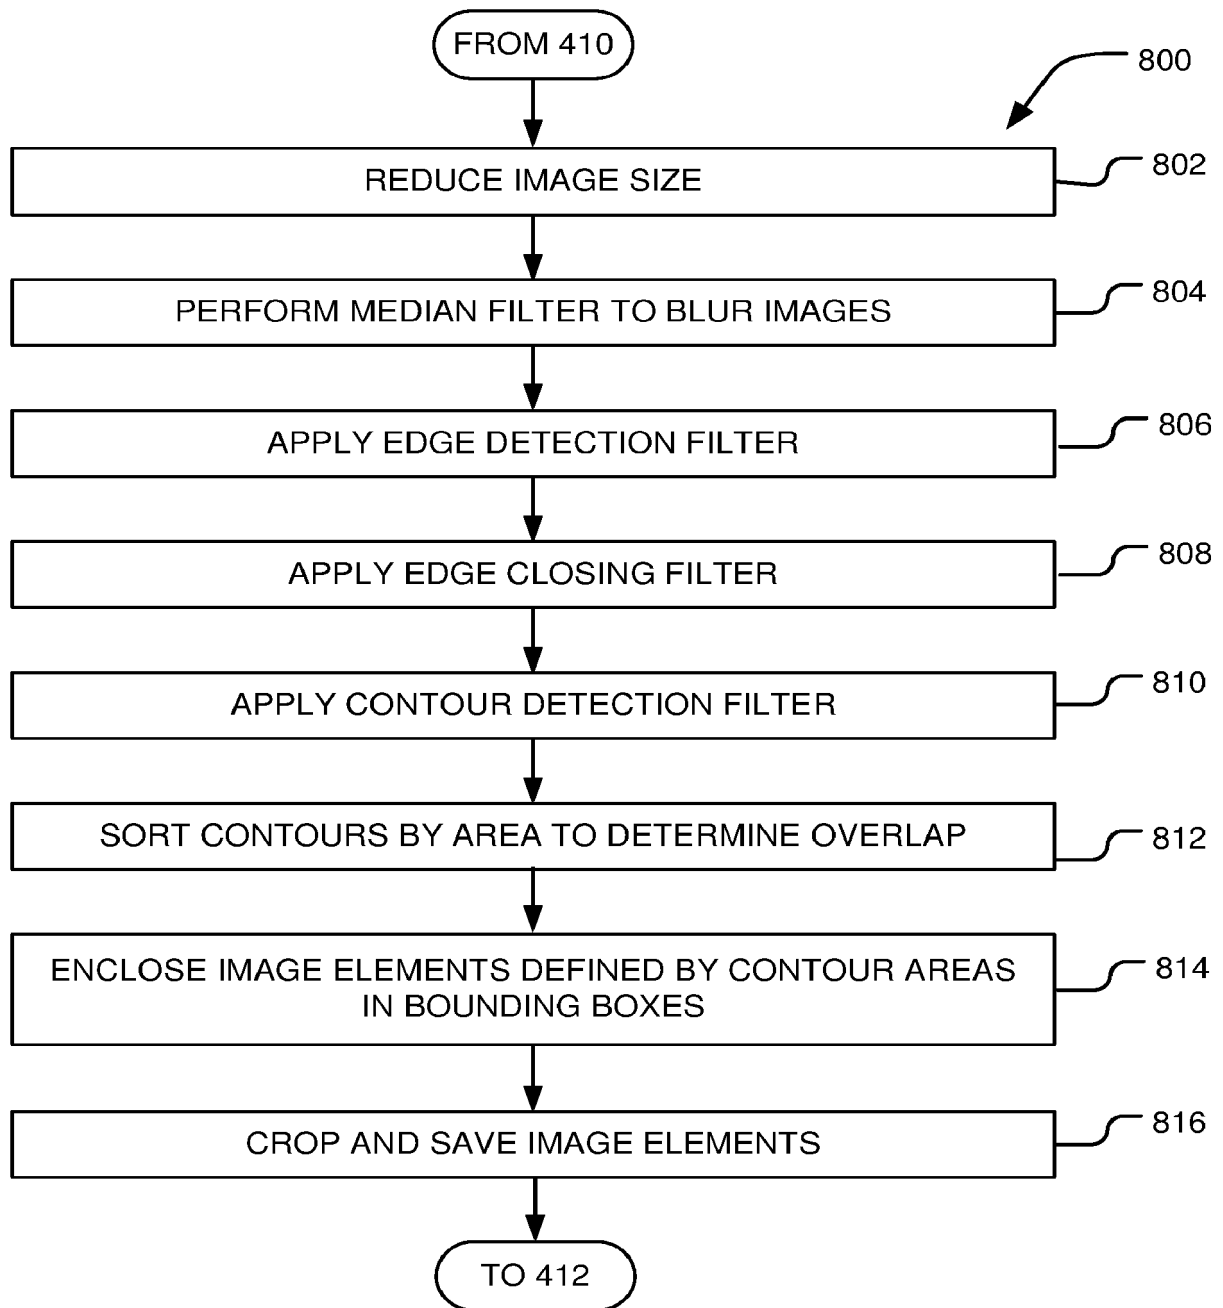 FROM 410
800
REDUCE IMAGE SIZE
802
PERFORM MEDIAN FILTER TO BLUR IMAGES
804
APPLY EDGE DETECTION FILTER
806
APPLY EDGE CLOSING FILTER
808
APPLY CONTOUR DETECTION FILTER
810
SORT CONTOURS BY AREA TO DETERMINE OVERLAP
812
ENCLOSE IMAGE ELEMENTS DEFINED BY CONTOUR AREAS
IN BOUNDING BOXES
814
CROP AND SAVE IMAGE ELEMENTS
816
TO 412